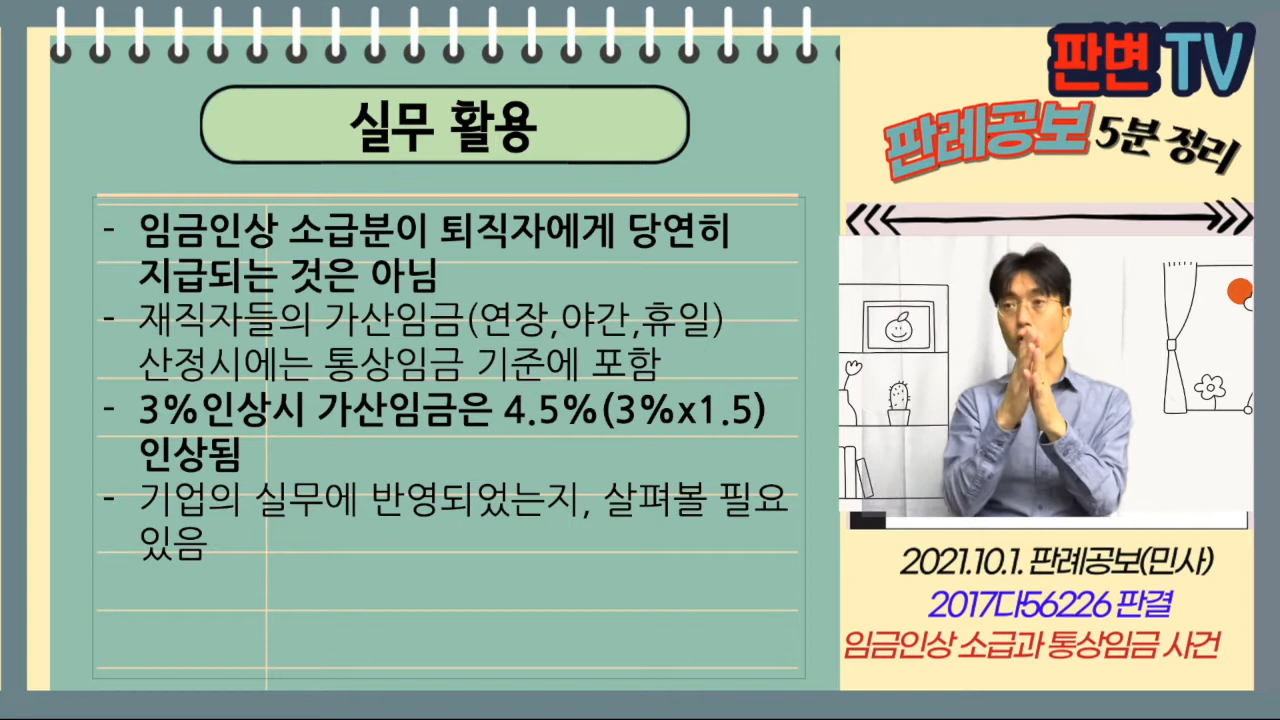 실무 활용
- 임금인상 소급분이 퇴직자에게 당연히
지급되는 것은 아님
- 재직자들의 가산임금(연장,야간,휴일)
산정시에는 통상임금 기준에 포함
- 3%인상시 가산임금은 4.5%(3%x1.5)
인상됨
- 기업의 실무에 반영되었는지, 살펴볼 필요
있음
판변 TV
판례공보 5분 정리
2021.10.1. 판례공보(민사)
2017다56226 판결
임금인상 소급과 통상임금 사건